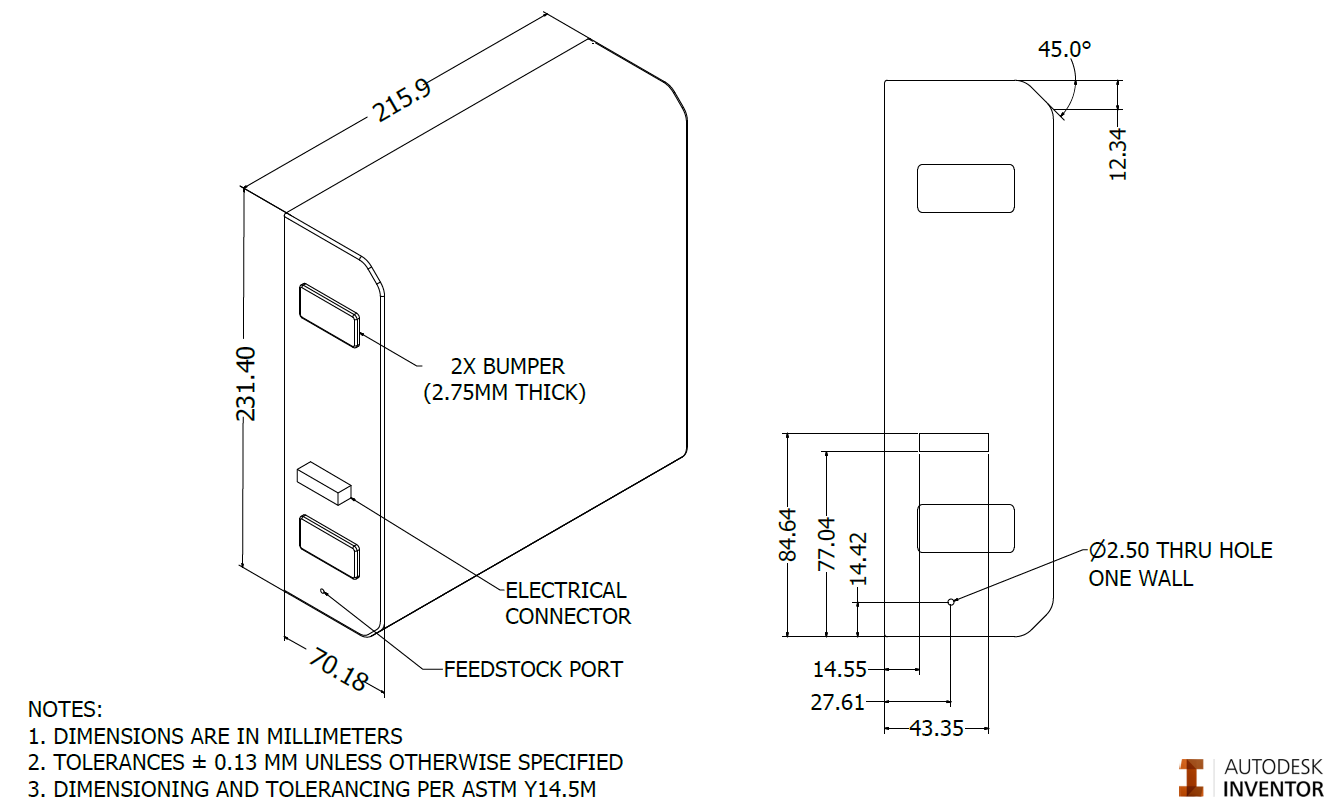 215.9
231.40
70.18
2X BUMPER
(2.75MM THICK)
ELECTRICAL
CONNECTOR
FEEDSTOCK PORT
45.0°
12.34
84.64
77.04
14.42
Ø2.50 THRU HOLE
ONE WALL
14.55
27.61
43.35
NOTES:
1. DIMENSIONS ARE IN MILLIMETERS
2. TOLERANCES ± 0.13 MM UNLESS OTHERWISE SPECIFIED
3. DIMENSIONING AND TOLERANCING PER ASTM Y14.5M
AUTODESK
INVENTOR